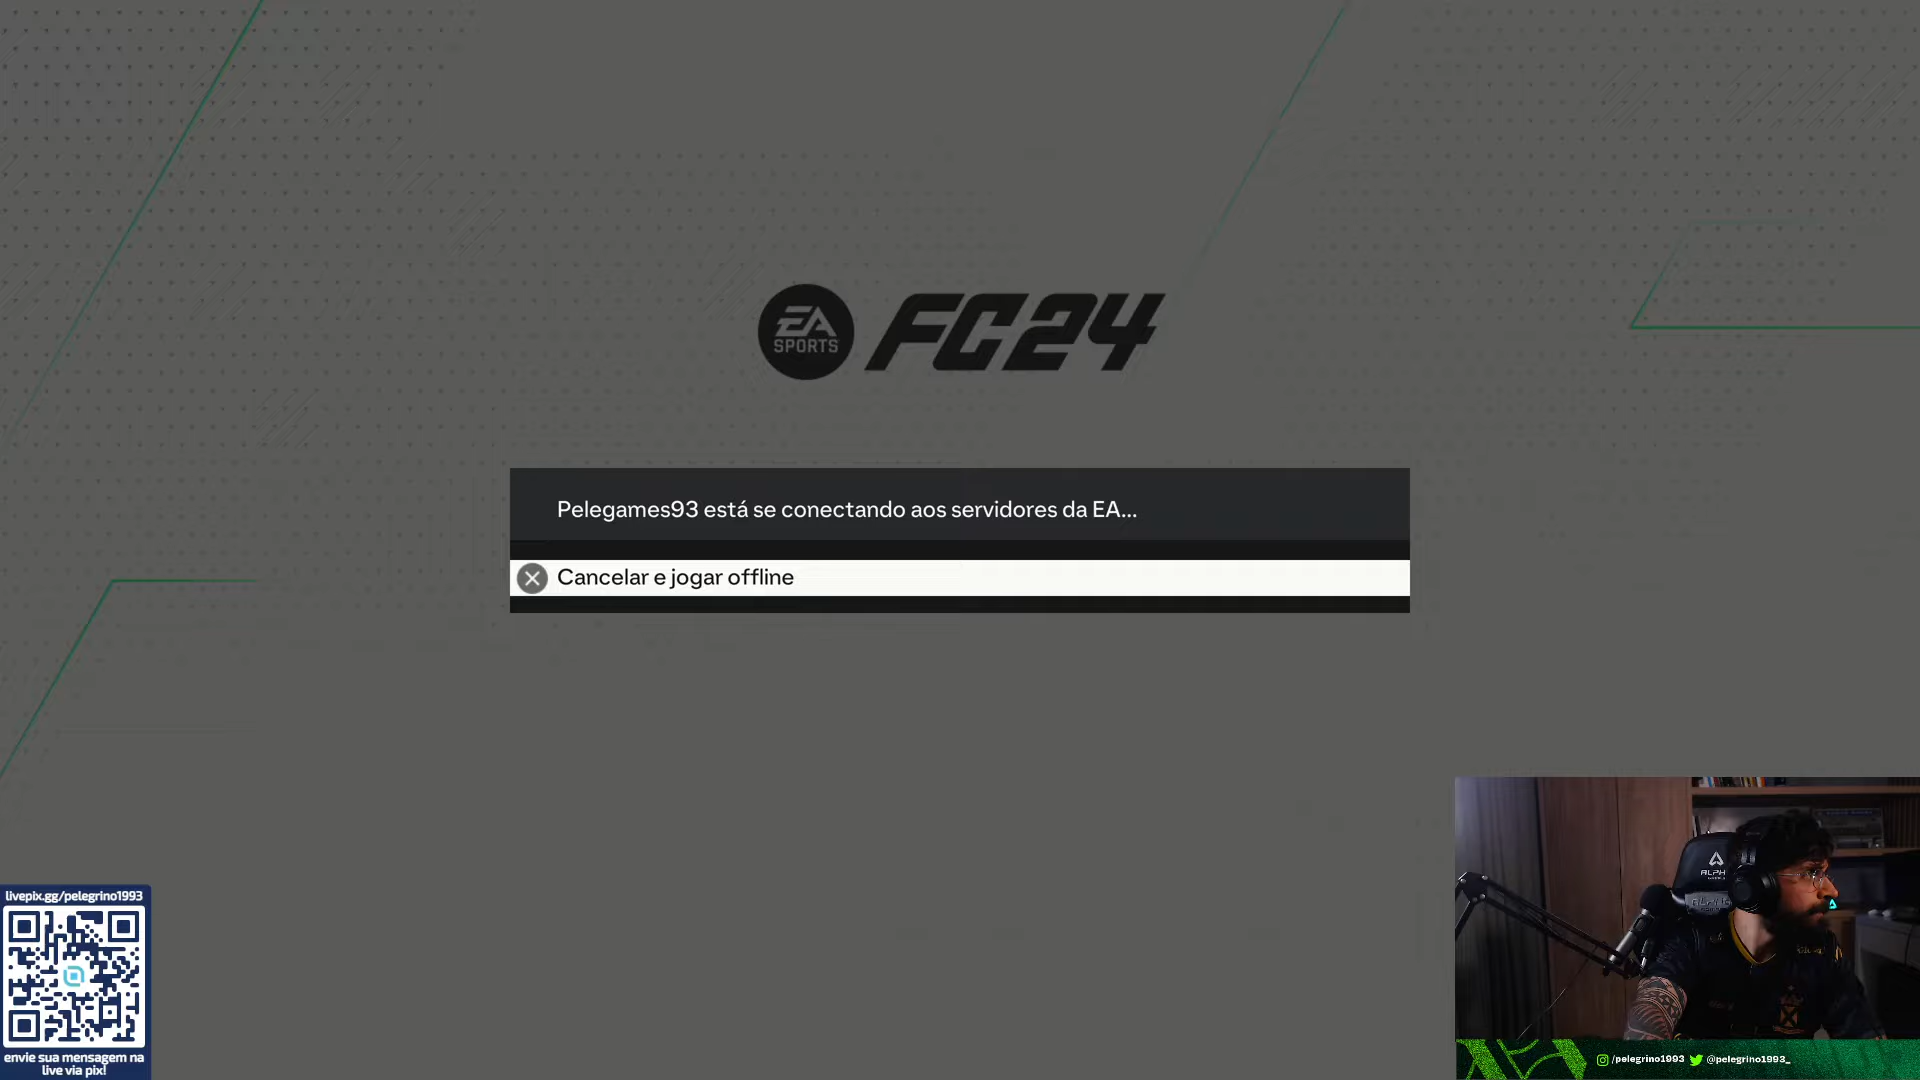 EA
SPORTS
FC24
Pelegames93 está se conectando aos servidores da EA...
Cancelar e jogar offline
livepix.gg/pelegrino1993
envie sua mensagem na
live via pix!
ALPH
/pelegrino1993 @pelegrino1993_